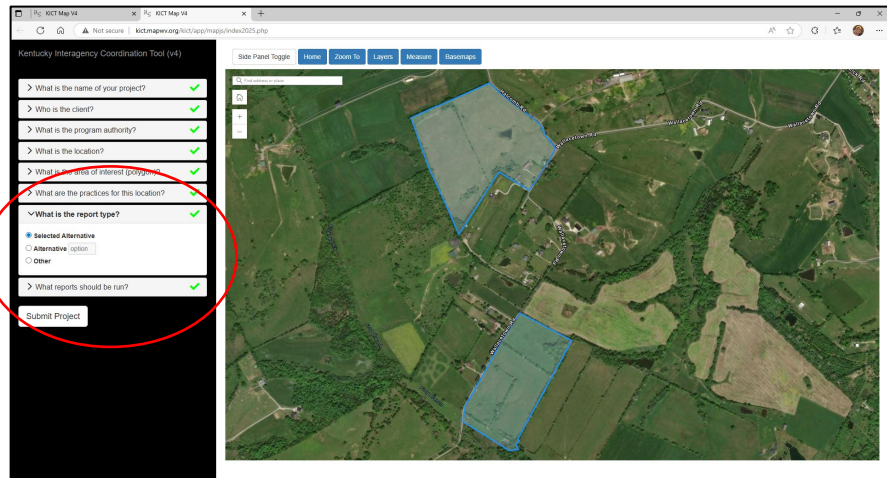 KICT Map V4
KICT Map V4
Not secure | kict.mapwv.org/kict/app/mapjs/index2025.php
Kentucky Interagency Coordination Tool (v4)
What is the name of your project?
Who is the client?
What is the program authority?
What is the location?
What is the area of interest (polygon)?
What are the practices for this location?
What is the report type?
Selected Alternative
Alternative option
Other
What reports should be run?
Submit Project
Side Panel Toggle
Home
Zoom To
Layers
Measure
Basemaps
Find address or place
Wallacetown Rd
Wallacetown Rd